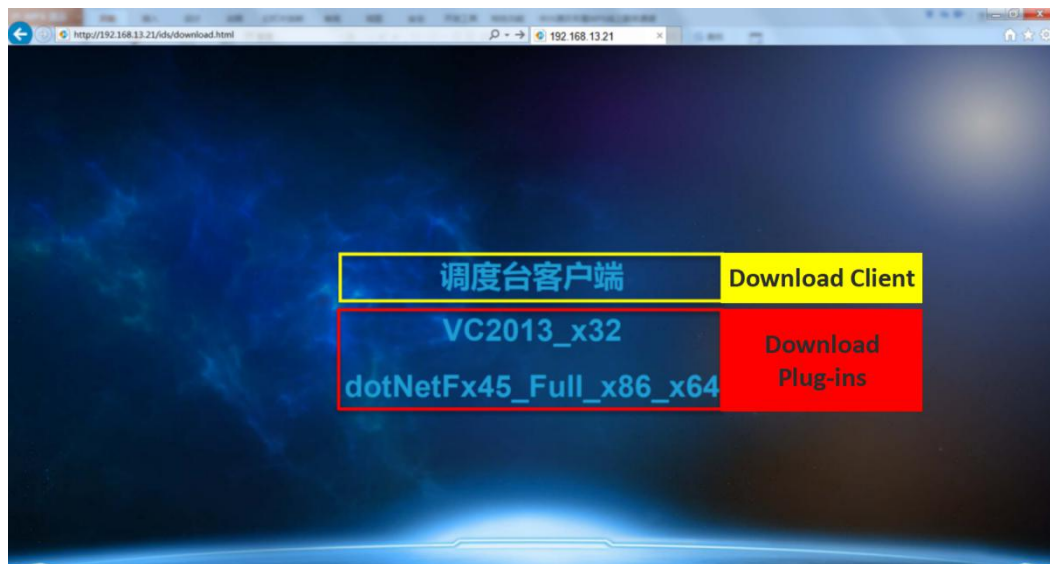 http://192.168.13.21/ids/download.html
192.168.13.21
调度台客户端
Download Client
VC2013_x32
dotNetFx45_Full_x86_x64
Download
Plug-ins